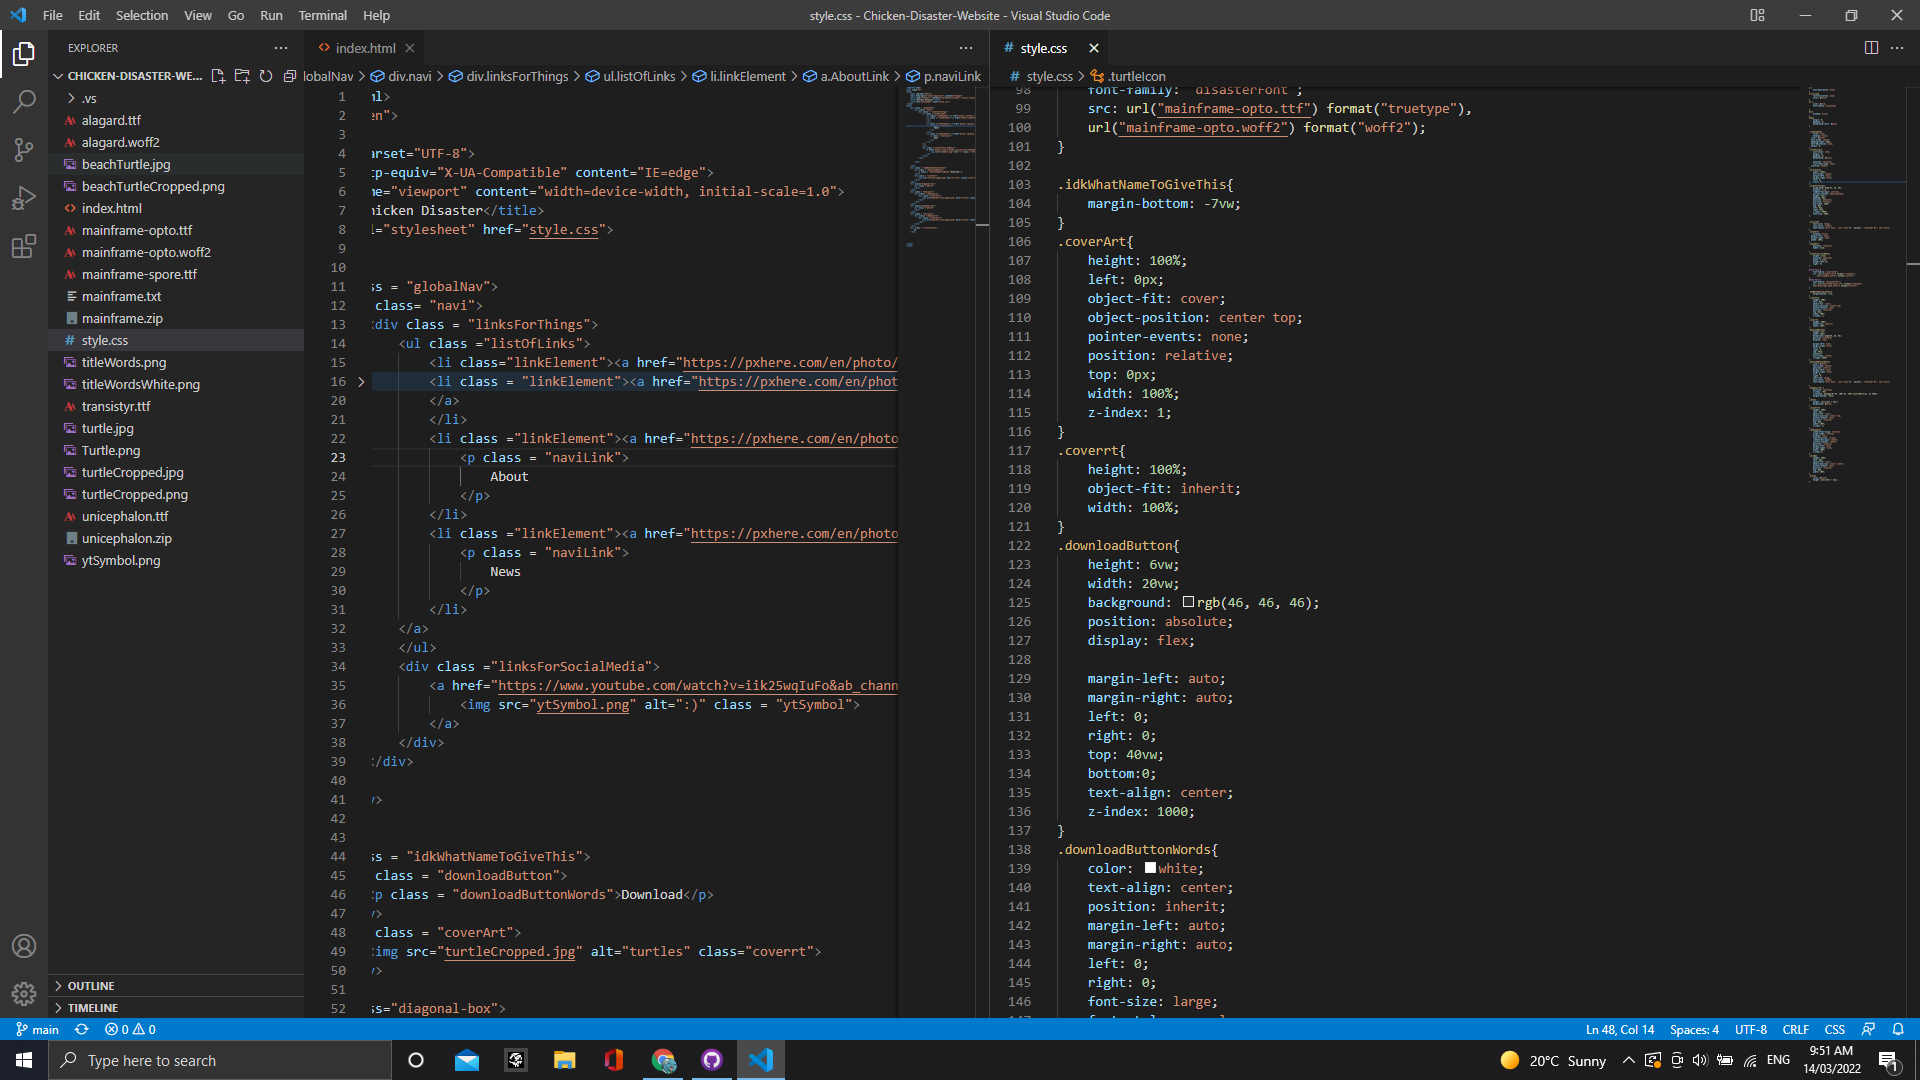 File Edit Selection View Go Run Terminal Help
style.css - Chicken-Disaster-Website - Visual Studio Code
EXPLORER
CHICKEN-DISASTER-WE...
.vs
alagard.ttf
alagard.woff2
beachTurtle.jpg
beachTurtleCropped.png
index.html
mainframe-opto.ttf
mainframe-opto.woff2
mainframe-spore.ttf
mainframe.txt
mainframe.zip
style.css
titleWords.png
titleWordsWhite.png
transistyr.ttf
turtle.jpg
Turtle.png
turtleCropped.jpg
turtleCropped.png
unicephalon.ttf
unicephalon.zip
ytSymbol.png
OUTLINE
TIMELINE
index.html
lobalNav > div.navi > div.linksForThings > ul.listOfLinks > li.linkElement > a.AboutLink > p.naviLink
1 ml>
2 en">
3
4 arset="UTF-8">
5 tp-equiv="X-UA-Compatible" content="IE=edge">
6 me="viewport" content="width=device-width, initial-scale=1.0">
7 hicken Disaster</title>
8 l="stylesheet" href="style.css">
9
10
11 ss = "globalNav">
12 class= "navi">
13 <div class = "linksForThings">
14 <ul class ="listOfLinks">
15 <li class="linkElement"><a href="https://pxhere.com/en/photo/
16 <li class = "linkElement"><a href="https://pxhere.com/en/phot
20 </a>
21 </li>
22 <li class ="linkElement"><a href="https://pxhere.com/en/photo
23 <p class = "naviLink">
24 About
25 </p>
26 </li>
27 <li class ="linkElement"><a href="https://pxhere.com/en/photo
28 <p class = "naviLink">
29 News
30 </p>
31 </li>
32 </a>
33 </ul>
34 <div class ="linksForSocialMedia">
35 <a href="https://www.youtube.com/watch?v=iik25wqIuFo&ab_chann
36 <img src="ytSymbol.png" alt=":)" class = "ytSymbol">
37 </a>
38 </div>
39 </div>
40
41 />
42
43
44 ss = "idkWhatNameToGiveThis">
45 class = "downloadButton">
46 <p class = "downloadButtonWords">Download</p>
47 />
48 class = "coverArt">
49 <img src="turtleCropped.jpg" alt="turtles" class="coverrt">
50 />
51
52 ss="diagonal-box">
style.css
style.css > .turtleIcon
98 font-family: "disasterFont";
99 src: url("mainframe-opto.ttf") format("truetype"),
100 url("mainframe-opto.woff2") format("woff2");
101 }
102
103 .idkWhatNameToGiveThis{
104 margin-bottom: -7vw;
105 }
106 .coverArt{
107 height: 100%;
108 left: 0px;
109 object-fit: cover;
110 object-position: center top;
111 pointer-events: none;
112 position: relative;
113 top: 0px;
114 width: 100%;
115 z-index: 1;
116 }
117 .coverrt{
118 height: 100%;
119 object-fit: inherit;
120 width: 100%;
121 }
122 .downloadButton{
123 height: 6vw;
124 width: 20vw;
125 background: rgb(46, 46, 46);
126 position: absolute;
127 display: flex;
128
129 margin-left: auto;
130 margin-right: auto;
131 left: 0;
132 right: 0;
133 top: 40vw;
134 bottom:0;
135 text-align: center;
136 z-index: 1000;
137 }
138 .downloadButtonWords{
139 color: white;
140 text-align: center;
141 position: inherit;
142 margin-left: auto;
143 margin-right: auto;
144 left: 0;
145 right: 0;
146 font-size: large;
main 0 0
Ln 48, Col 14 Spaces: 4 UTF-8 CRLF CSS
Type here to search
20°C Sunny
ENG
9:51 AM
14/03/2022
1